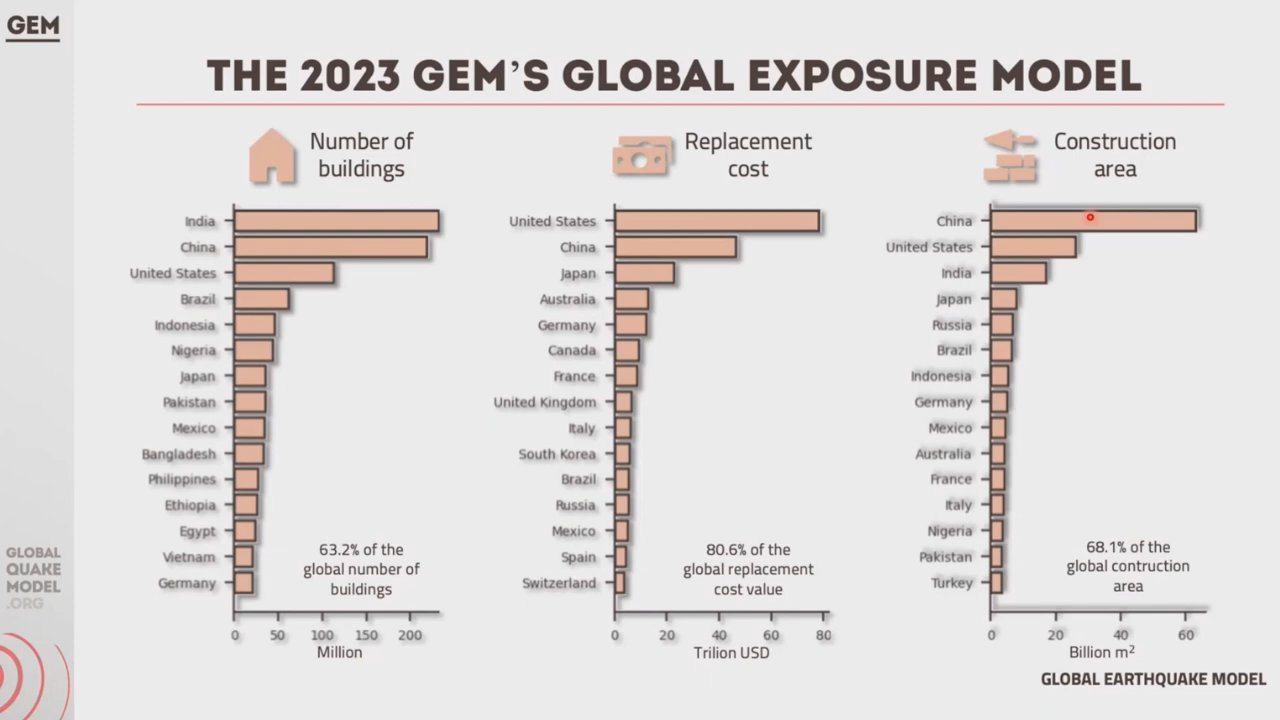 GEM
THE 2023 GEM'S GLOBAL EXPOSURE MODEL
Number of
buildings
India
China
United States
Brazil
Indonesia
Nigeria
Japan
Pakistan
Mexico
Bangladesh
Philippines
Ethiopia
Egypt
Vietnam
Germany
63.2% of the
global number of
buildings
0 50 100 150 200
Million
Replacement
cost
United States
China
Japan
Australia
Germany
Canada
France
United Kingdom
Italy
South Korea
Brazil
Russia
Mexico
Spain
Switzerland
80.6% of the
global replacement
cost value
0 20 40 60 80
Trilion USD
Construction
area
China
United States
India
Japan
Russia
Brazil
Indonesia
Germany
Mexico
Australia
France
Italy
Nigeria
Pakistan
Turkey
68.1% of the
global contruction
area
0 20 40 60
Billion m²
GLOBAL
QUAKE
MODEL
.ORG
GLOBAL EARTHQUAKE MODEL